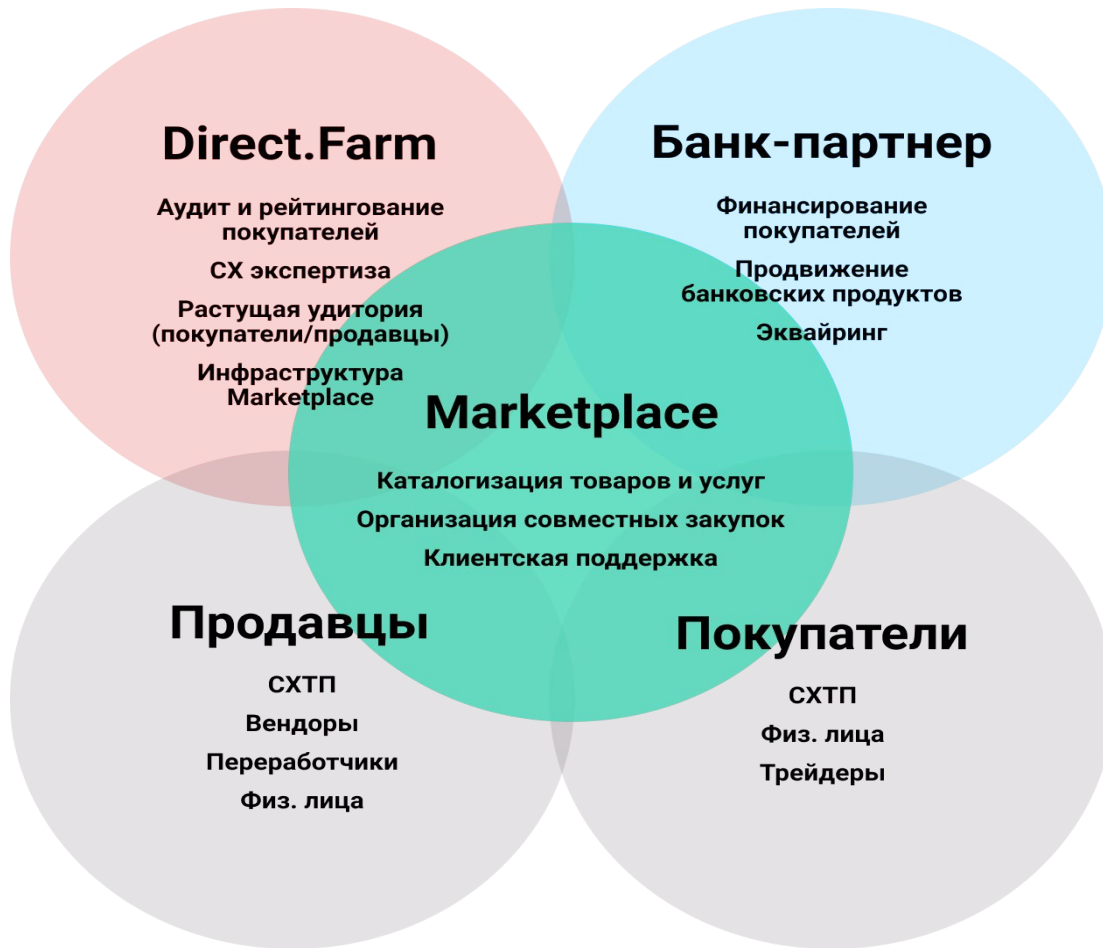 Direct.Farm
Аудит и рейтингование
покупателей
СХ экспертиза
Растущая удитория
(покупатели/продавцы)
Инфраструктура
Marketplace
Банк-партнер
Финансирование
покупателей
Продвижение
банковских продуктов
Эквайринг
Marketplace
Каталогизация товаров и услуг
Организация совместных закупок
Клиентская поддержка
Продавцы
СХТП
Вендоры
Переработчики
Физ. лица
Покупатели
СХТП
Физ. лица
Трейдеры